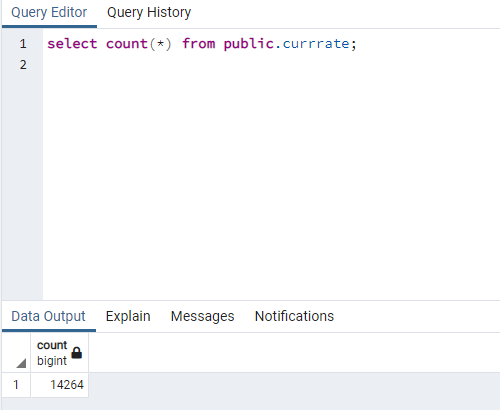 Query Editor Query History
1 select count(*) from public.currrate;
2
Data Output Explain Messages Notifications
count
bigint
1 14264